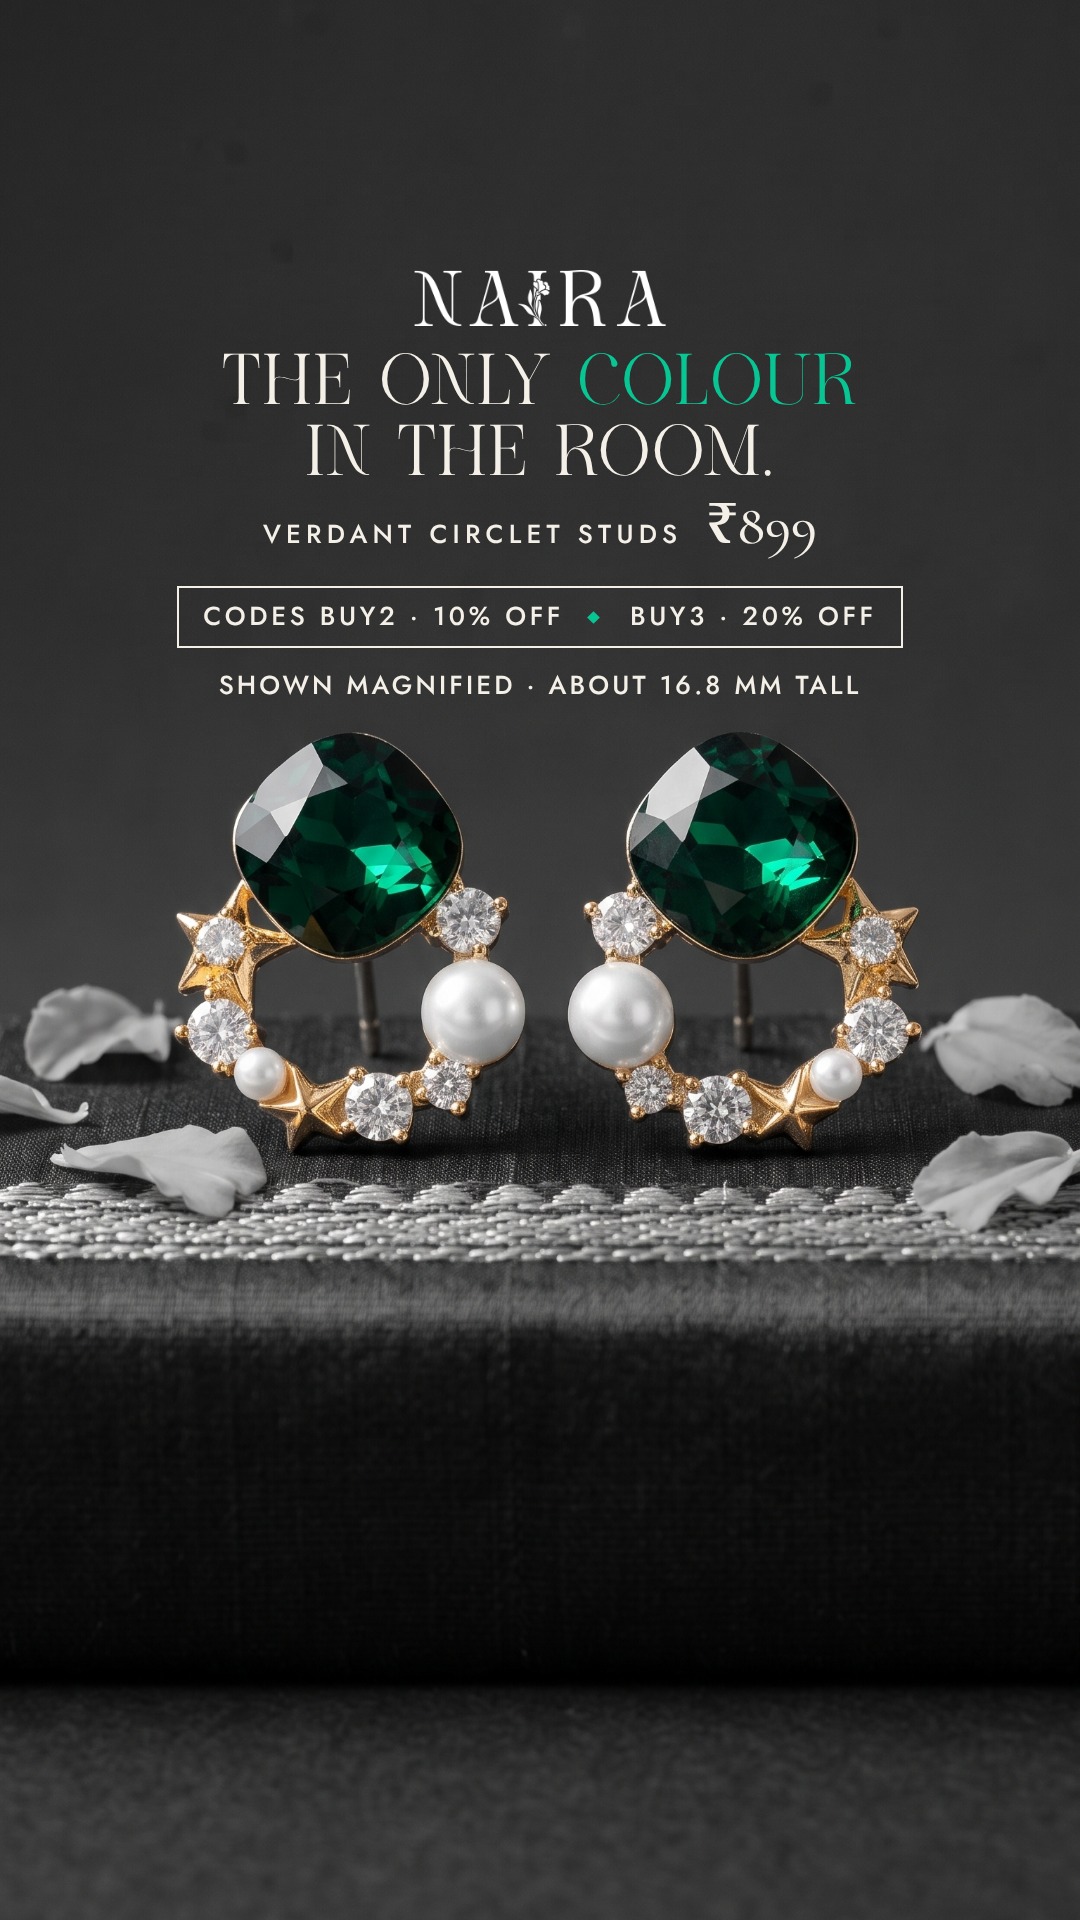 NAIRA
THE ONLY COLOUR
IN THE ROOM.
VERDANT CIRCLET STUDS ₹899
CODES BUY2 · 10% OFF ◆ BUY3 · 20% OFF
SHOWN MAGNIFIED · ABOUT 16.8 MM TALL